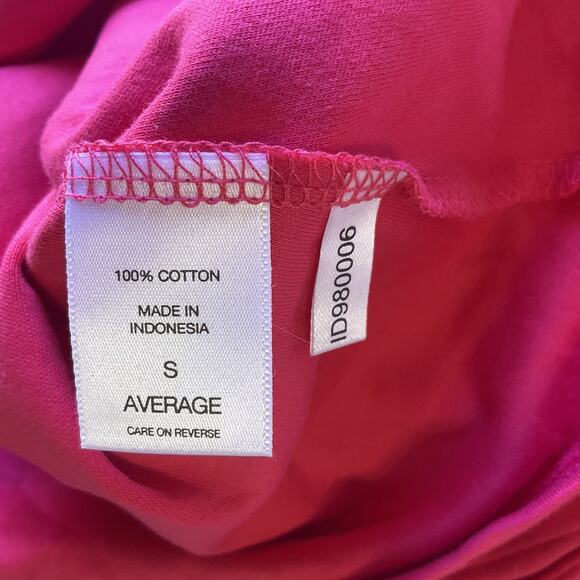 100% COTTON
MADE IN
INDONESIA
S
AVERAGE
CARE ON REVERSE
ID980006